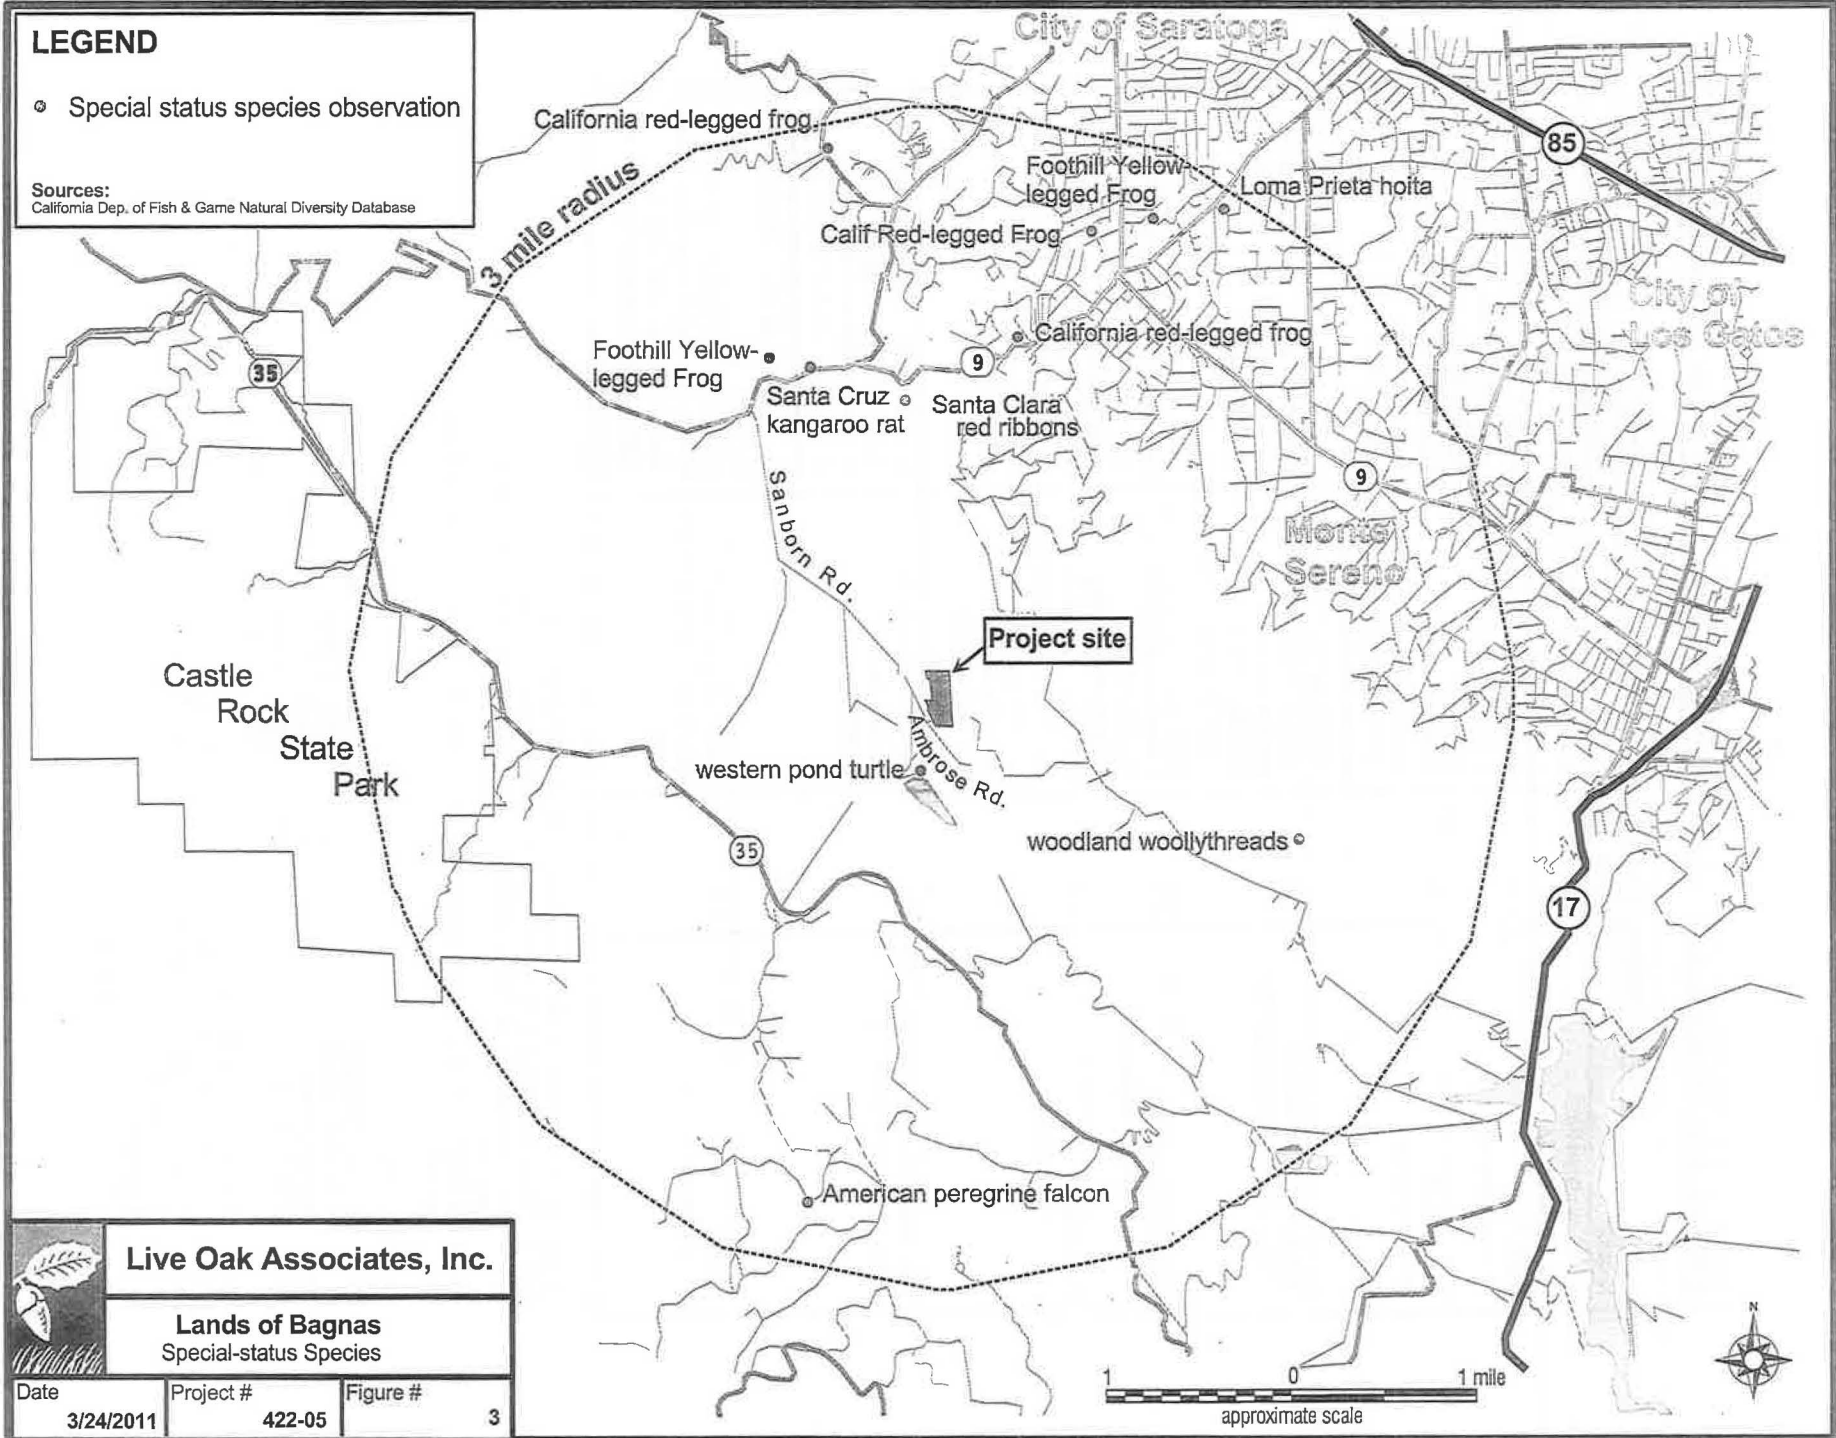 LEGEND
Special status species observation
Sources:
California Dep. of Fish & Game Natural Diversity Database
City of Saratoga
California red-legged frog
85
3 mile radius
Foothill Yellow-
legged Frog
Loma Prieta hoita
Calif Red-legged Frog
City of
Los Gatos
California red-legged frog
Foothill Yellow-
legged Frog
9
35
Santa Cruz
kangaroo rat
Santa Clara
red ribbons
9
Sanborn Rd.
Monte
Sereno
Project site
Castle
Rock
State
Park
Ambrose Rd.
western pond turtle
woodland woollythreads
35
17
American peregrine falcon
Live Oak Associates, Inc.
Lands of Bagnas
Special-status Species
Date
3/24/2011
Project #
422-05
Figure #
3
1 0 1 mile
approximate scale
N